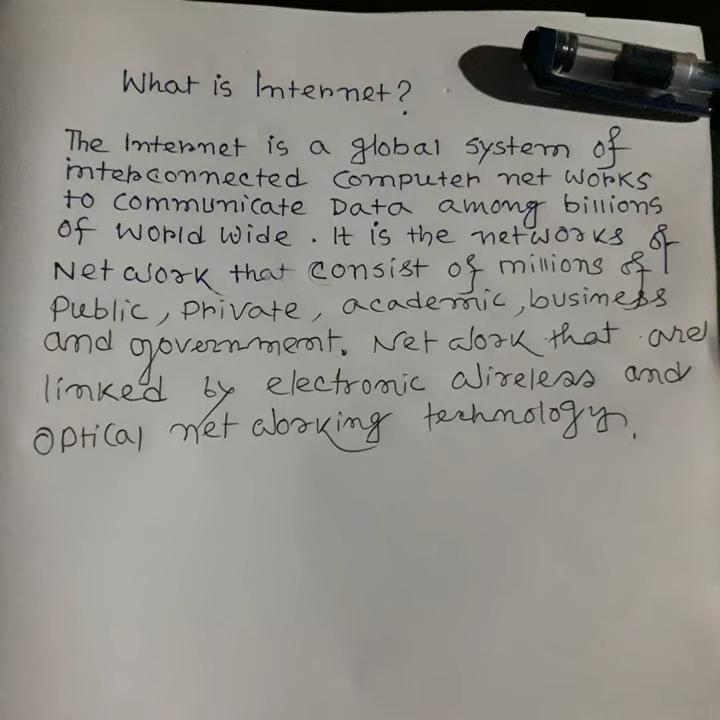 What is Internet?
The Internet is a global system of
interconnected computer net works
to communicate Data among billions
of world wide. It is the networks of
Net work that consist of millions of
Public, private, academic, business
and government. Net work that are
linked by electronic wireless and
optical net working technology.